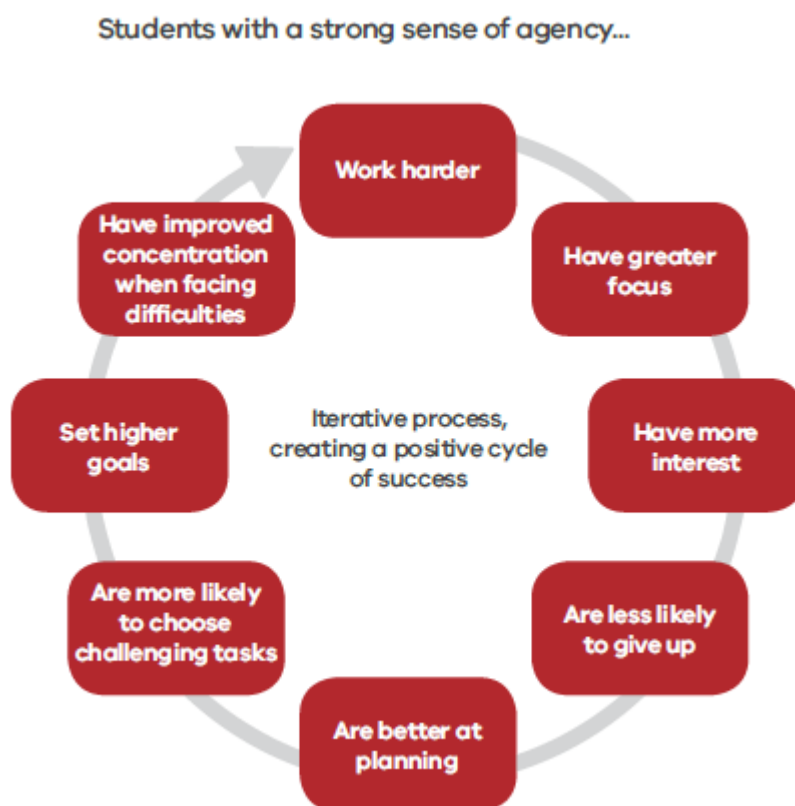 Students with a strong sense of agency...
Work harder
Have greater
focus
Have more
interest
Are less likely
to give up
Are better at
planning
Are more likely
to choose
challenging tasks
Set higher
goals
Have improved
concentration
when facing
difficulties
Iterative process,
creating a positive cycle
of success